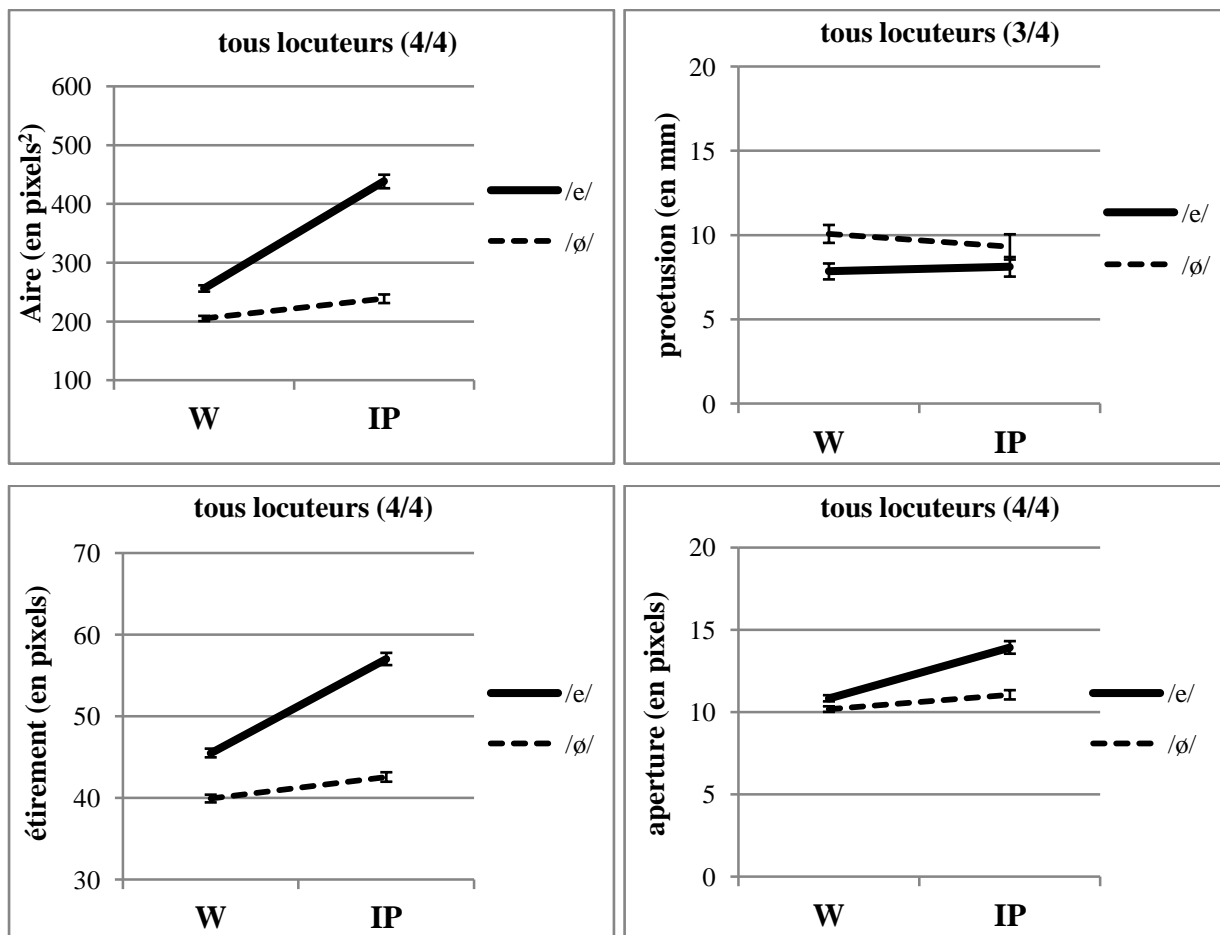 tous locuteurs (4/4)
Aire (en pixels²)
600
500
400
300
200
100
W IP
/e/
/ø/
tous locuteurs (3/4)
proetusion (en mm)
20
15
10
5
0
W IP
/e/
/ø/
tous locuteurs (4/4)
étirement (en pixels)
70
60
50
40
30
W IP
/e/
/ø/
tous locuteurs (4/4)
aperture (en pixels)
20
15
10
5
0
W IP
/e/
/ø/